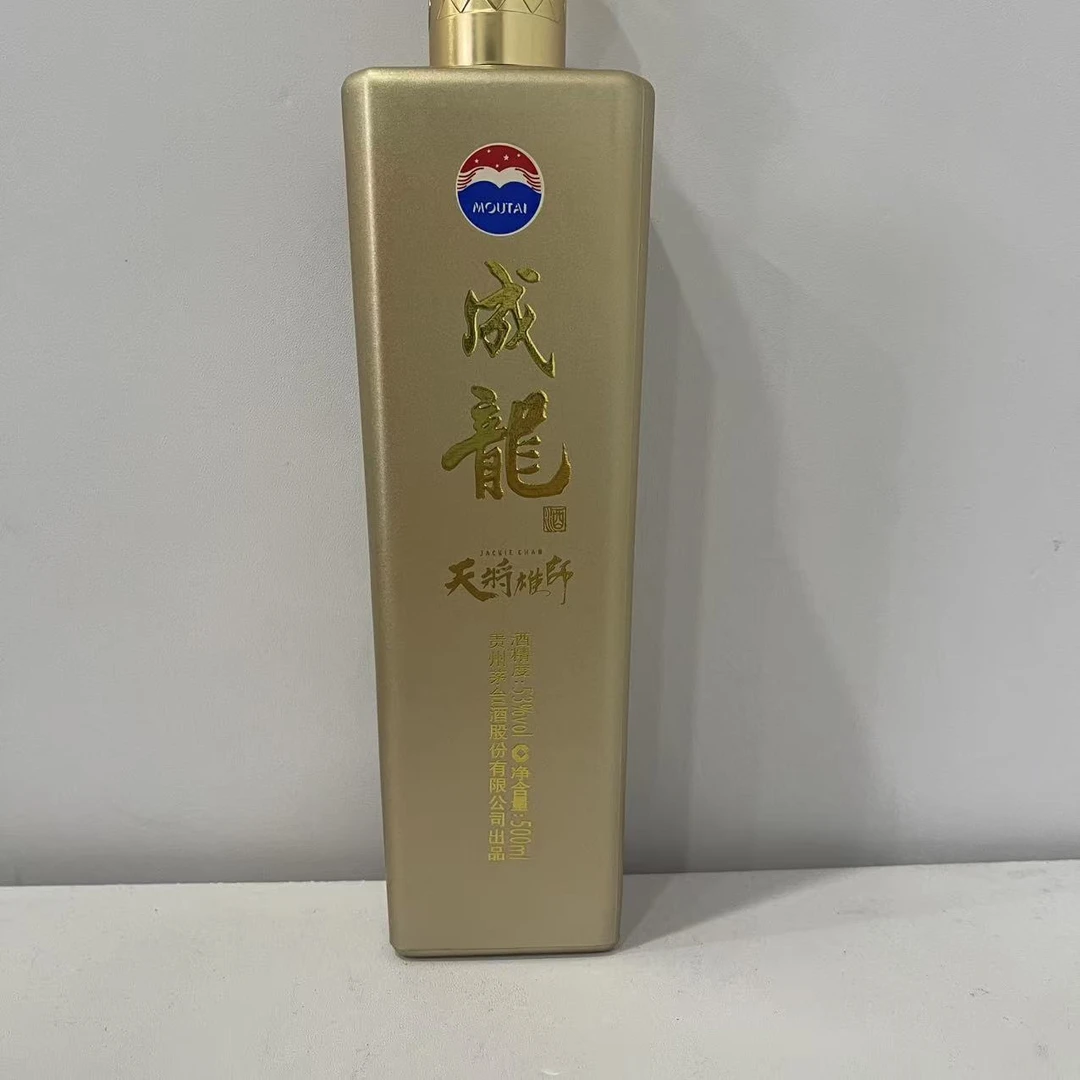 MOUTAI
成龍
酒
JACKIE CHAN
天将雄師
酒精度:53%vol 净含量:500ml
贵州茅台酒股份有限公司出品